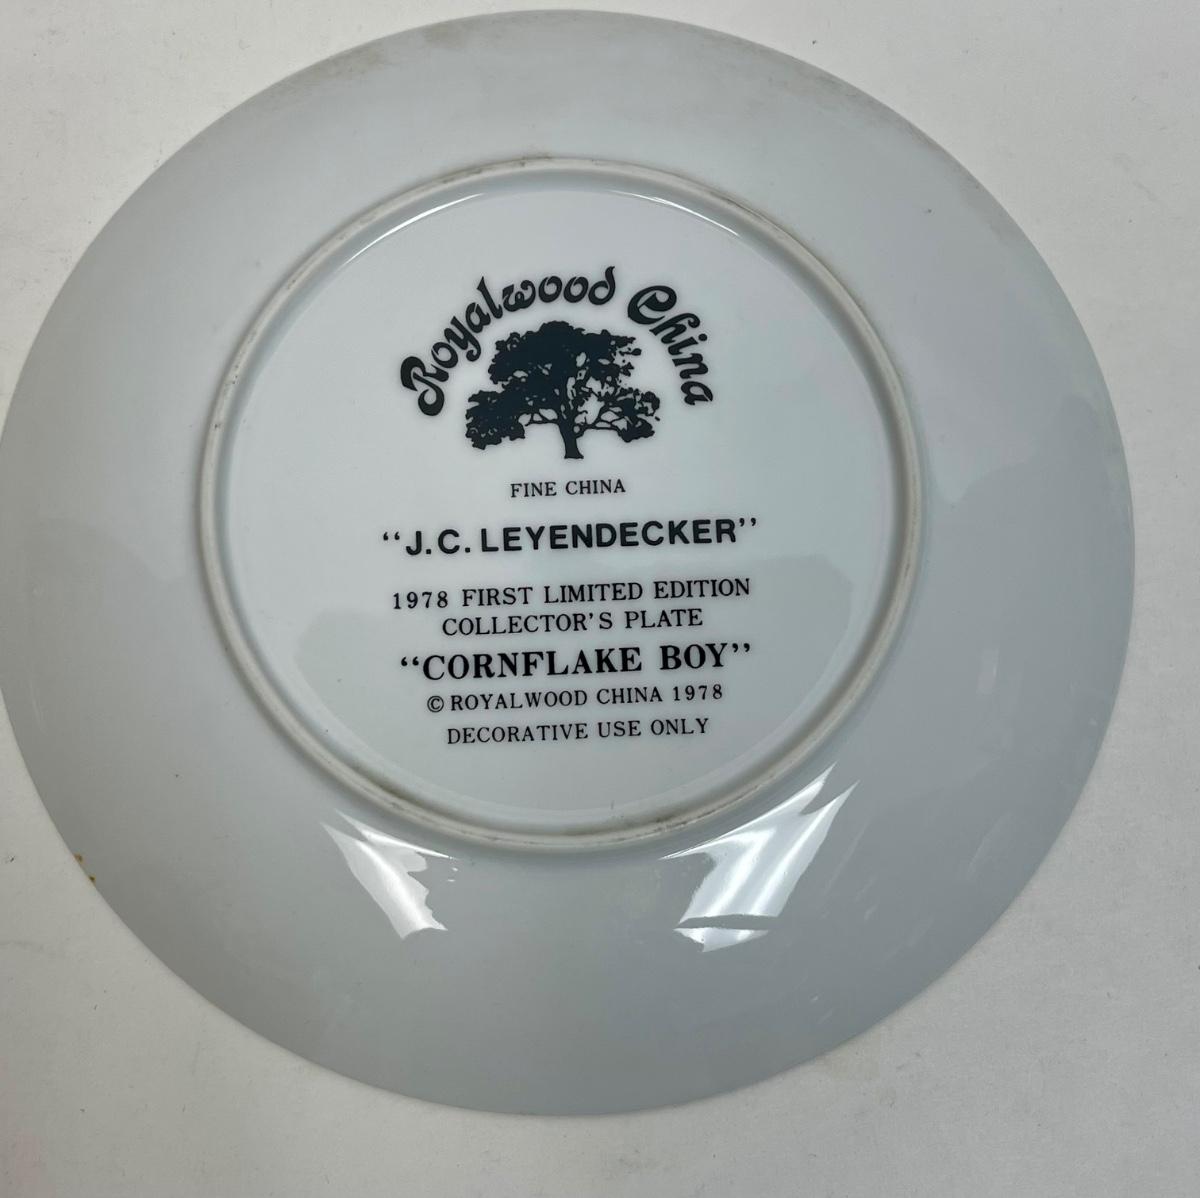 Royalwood China
FINE CHINA
“J.C. LEYENDECKER”
1978 FIRST LIMITED EDITION
COLLECTOR’S PLATE
“CORNFLAKE BOY”
© ROYALWOOD CHINA 1978
DECORATIVE USE ONLY